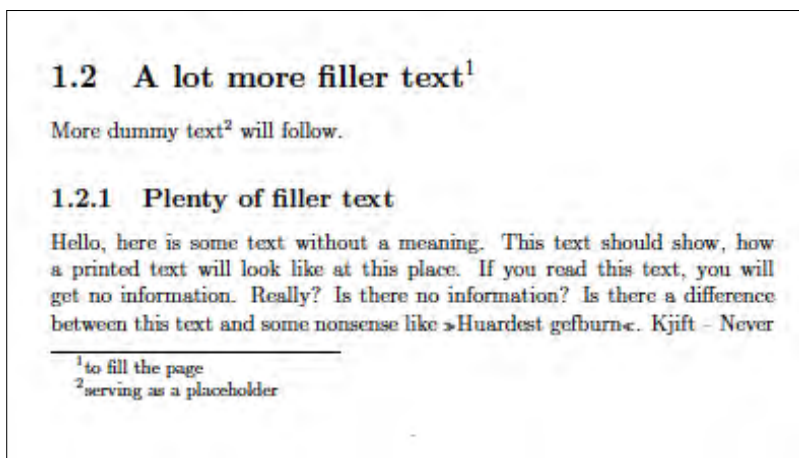 1.2 A lot more filler text¹
More dummy text² will follow.
1.2.1 Plenty of filler text
Hello, here is some text without a meaning. This text should show, how
a printed text will look like at this place. If you read this text, you will
get no information. Really? Is there no information? Is there a difference
between this text and some nonsense like »Huardest gefburn«. Kjift – Never
¹to fill the page
²serving as a placeholder